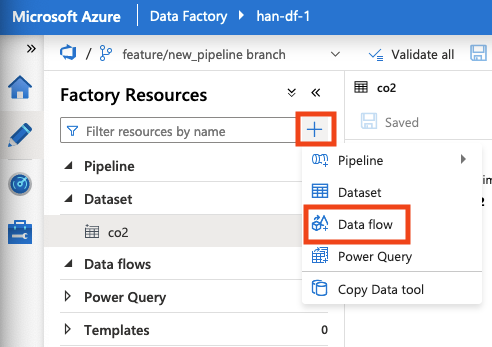 Microsoft Azure Data Factory han-df-1
feature/new_pipeline branch Validate all
Factory Resources
co2
Filter resources by name
Saved
Pipeline
Pipeline
Dataset
Dataset
co2
Data flow
Data flows
Power Query
Power Query
Copy Data tool
Templates 0